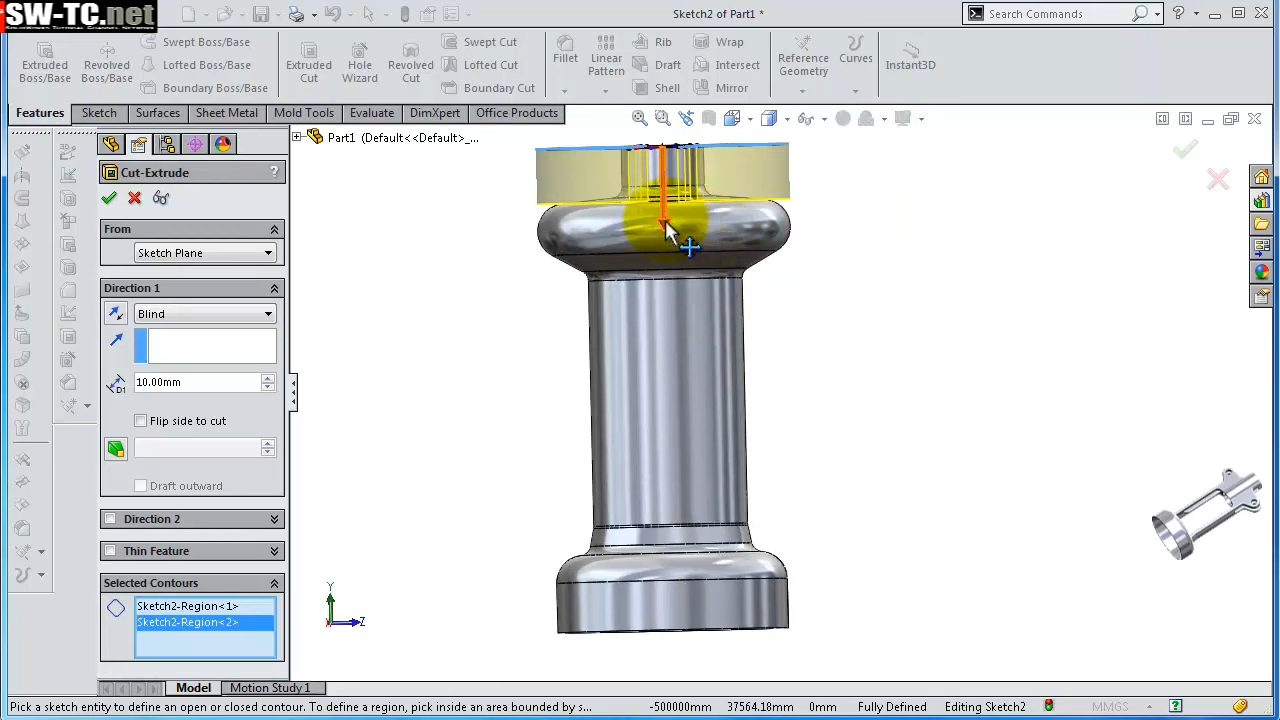 SW-TC.net
Sketch2 of Part1 *
Search Commands
Extruded Boss/Base
Revolved Boss/Base
Swept Boss/Base
Lofted Boss/Base
Boundary Boss/Base
Extruded Cut
Hole Wizard
Revolved Cut
Swept Cut
Lofted Cut
Boundary Cut
Fillet
Linear Pattern
Rib
Draft
Shell
Wrap
Intersect
Mirror
Reference Geometry
Curves
Instant3D
Features
Sketch
Surfaces
Sheet Metal
Mold Tools
Evaluate
DimXpert
Office Products
Part1 (Default<<Default>_...
Cut-Extrude
?
From
Sketch Plane
Direction 1
Blind
D1
10.00mm
Flip side to cut
Draft outward
Direction 2
Thin Feature
Selected Contours
Sketch2-Region<1>
Sketch2-Region<2>
Y
Z
Model
Motion Study 1
Pick a sketch entity to define an open or closed contour. To define a region, pick inside an area bounded by s...
-500000mm
37564.18mm
0mm
Fully Defined
Editing Sketch2
MMGS